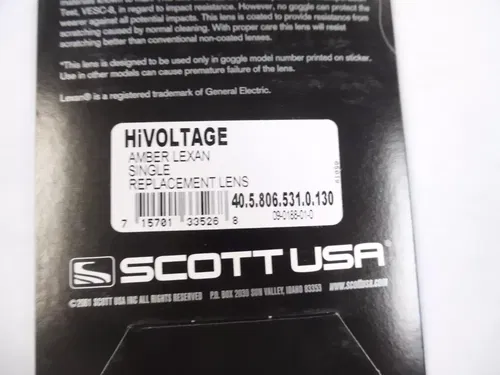 Test, VESC-8, in regard to impact resistance. However, no goggle can protect the
wearer against all potential impacts. This lens is coated to provide resistance from
scratching caused by normal cleaning. With proper care this lens will resist
scratching better than conventional non-coated lenses.
*This lens is designed to be used only in goggle model number printed on sticker.
Use in other models can cause premature failure of the lens.
Lexan® is a registered trademark of General Electric.
HiVOLTAGE
AMBER LEXAN
SINGLE
REPLACEMENT LENS
40.5.806.531.0.130
7 15701 33526 8
09-0188-01-0
SCOTT USA
©2001 SCOTT USA INC ALL RIGHTS RESERVED P.O. BOX 2030 SUN VALLEY, IDAHO 83353
www.scottusa.com